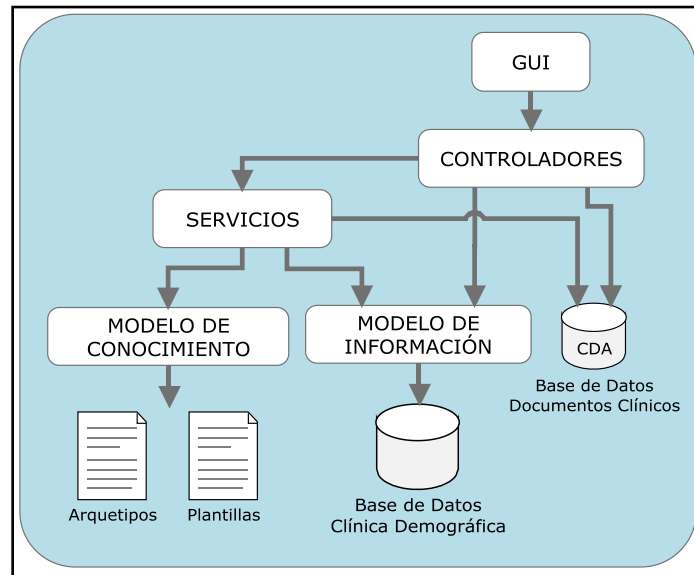 GUI
CONTROLADORES
SERVICIOS
MODELO DE
CONOCIMIENTO
MODELO DE
INFORMACIÓN
CDA
Base de Datos
Documentos Clínicos
Arquetipos
Plantillas
Base de Datos
Clínica Demográfica